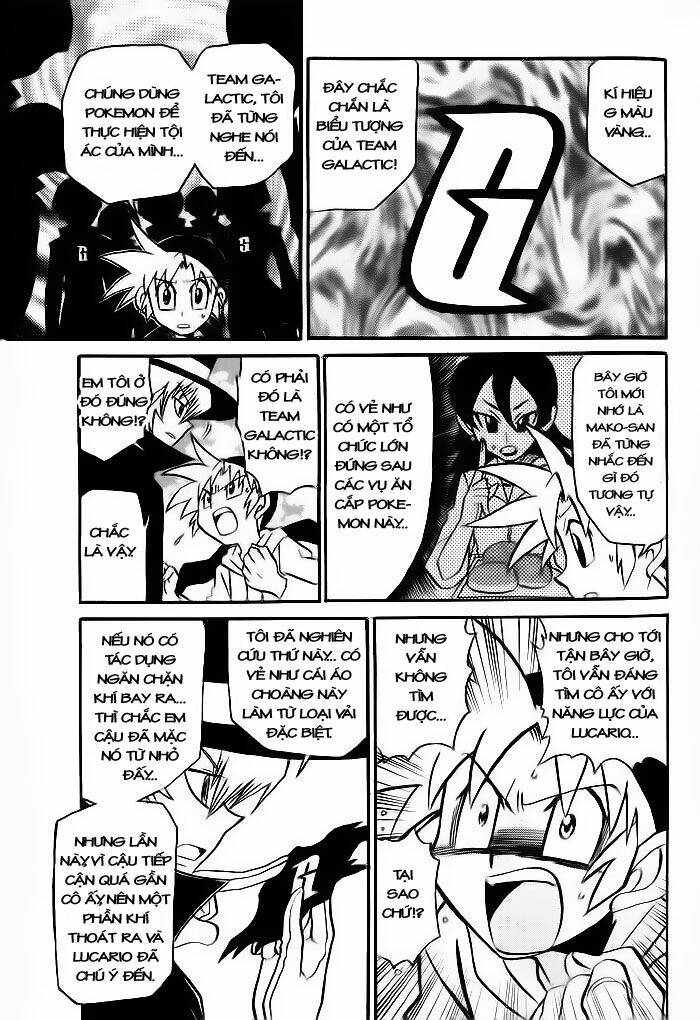 KÍ HIỆU
G MÀU
VÀNG..
ĐÂY CHẮC
CHẮN LÀ
BIỂU TƯỢNG
CỦA TEAM
GALACTIC!
G
TEAM GA-
LACTIC, TÔI
ĐÃ TỪNG
NGHE NÓI
ĐẾN...
CHÚNG DÙNG
POKEMON ĐỂ
THỰC HIỆN TỘI
ÁC CỦA MÌNH...
G
G
BÂY GIỜ
TÔI MỚI
NHỚ LÀ
MAKO-SAN
ĐÃ TỪNG
NHẮC ĐẾN
GÌ ĐÓ
TƯƠNG TỰ
VẬY...
CÓ VẺ NHƯ
CÓ MỘT TỔ
CHỨC LỚN
ĐỨNG SAU
CÁC VỤ ĂN
CẮP POKE-
MON NÀY...
CÓ PHẢI
ĐÓ LÀ
TEAM
GALACTIC
KHÔNG!?
EM TÔI Ở
ĐÓ ĐÚNG
KHÔNG!?
CHẮC
LÀ VẬY.
NHƯNG CHO TỚI
TẬN BÂY GIỜ,
TÔI VẪN ĐÁNG
TÌM CÔ ẤY VỚI
NĂNG LỰC CỦA
LUCARIO...
NHƯNG
VẪN
KHÔNG
TÌM
ĐƯỢC...
TẠI
SAO
CHỨ!?
TÔI ĐÃ NGHIÊN
CỨU THỨ NÀY... CÓ
VẺ NHƯ CÁI ÁO
CHOÀNG NÀY
LÀM TỪ LOẠI VẢI
ĐẶC BIỆT.
NẾU NÓ CÓ
TÁC DỤNG
NGĂN CHẶN
KHÍ BAY RA...
THÌ CHẮC EM
CẬU ĐÃ MẶC
NÓ TỪ NHỎ
ĐẤY...
G
NHƯNG LẦN
NÀY,VÌ CẬU TIẾP
CẬN QUÁ GẦN
CÔ ẤY,NÊN MỘT
PHẦN KHÍ
THOÁT RA VÀ
LUCARIO ĐÃ
CHÚ Ý ĐẾN.